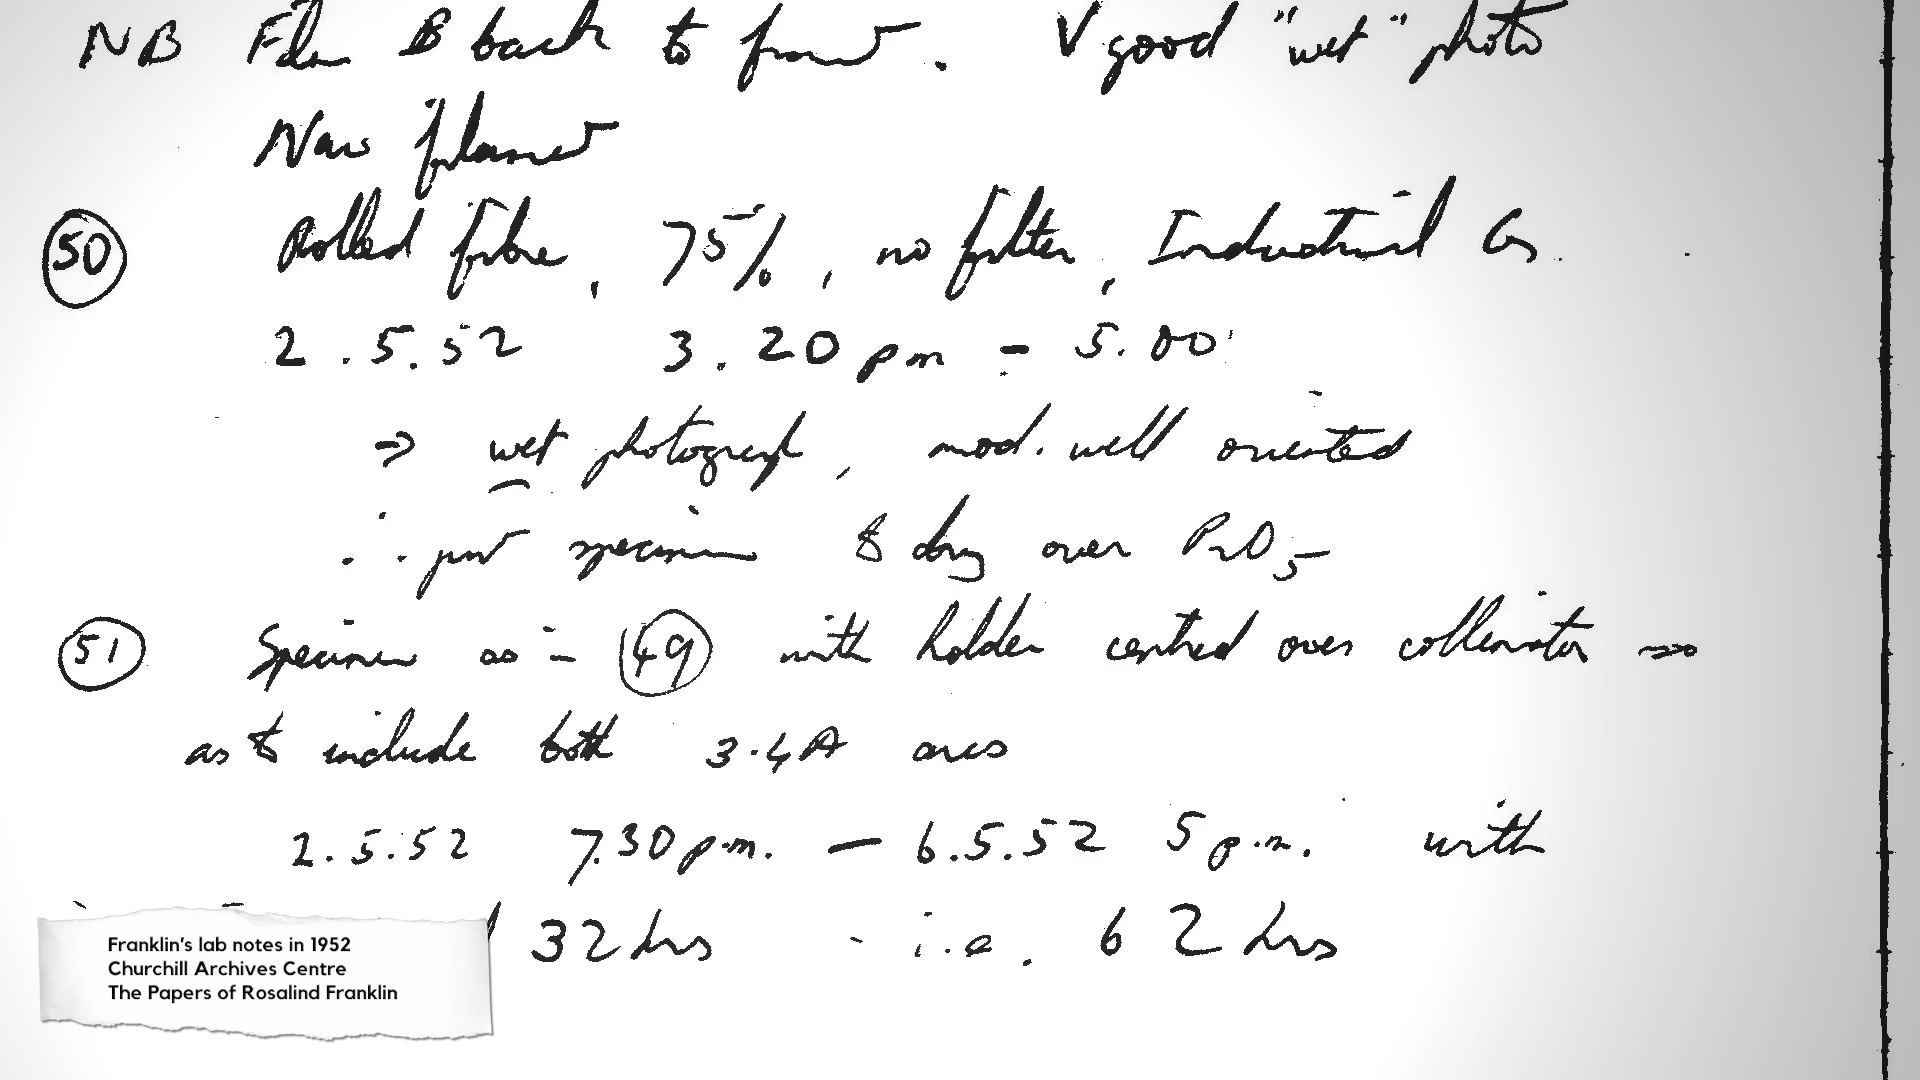 NB Film B back to front. V good "wet" photo
New filament
50 Rolled fibre, 75%, no filter, Industrial G.
2.5.52 3.20 pm - 5.00
⇒ wet photograph, mod. well oriented
∴ put specimen to dry over P2O5
51 Specimen as in 49 with holder centred over collimator so
as to include both 3.4A arcs
2.5.52 7.30 p.m. — 6.5.52 5 p.m. with
32 hrs - i.e. 62 hrs
Franklin's lab notes in 1952
Churchill Archives Centre
The Papers of Rosalind Franklin